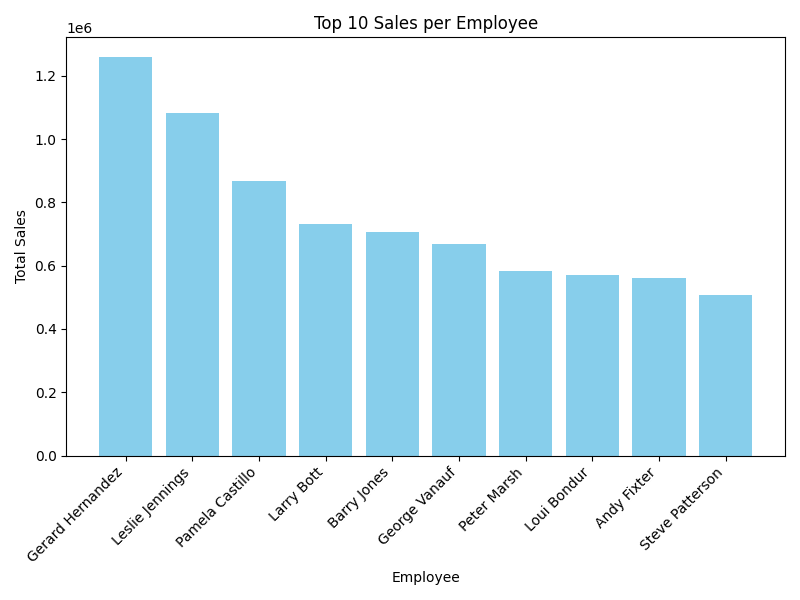 Top 10 Sales per Employee
1e6
1.2
1.0
0.8
0.6
0.4
0.2
0.0
Total Sales
Gerard Hernandez
Leslie Jennings
Pamela Castillo
Larry Bott
Barry Jones
George Vanauf
Peter Marsh
Loui Bondur
Andy Fixter
Steve Patterson
Employee